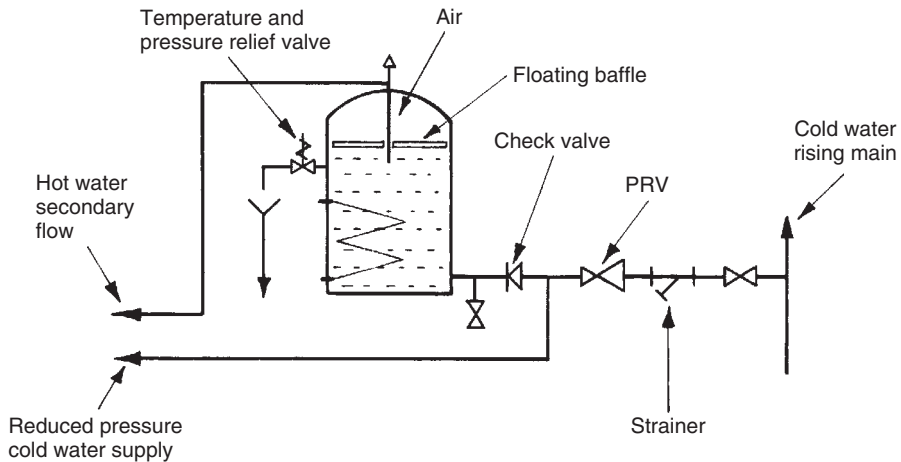 Temperature and
pressure relief valve
Air
Floating baffle
Check valve
Cold water
rising main
PRV
Hot water
secondary
flow
Reduced pressure
cold water supply
Strainer